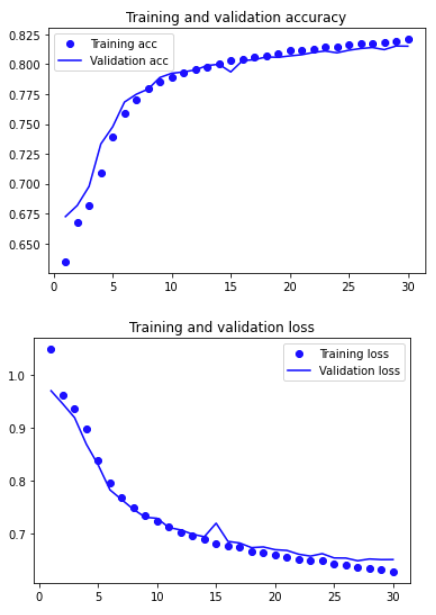 Training and validation accuracy
0.825
0.800
0.775
0.750
0.725
0.700
0.675
0.650
Training acc
Validation acc
0 5 10 15 20 25 30
Training and validation loss
1.0
0.9
0.8
0.7
Training loss
Validation loss
0 5 10 15 20 25 30